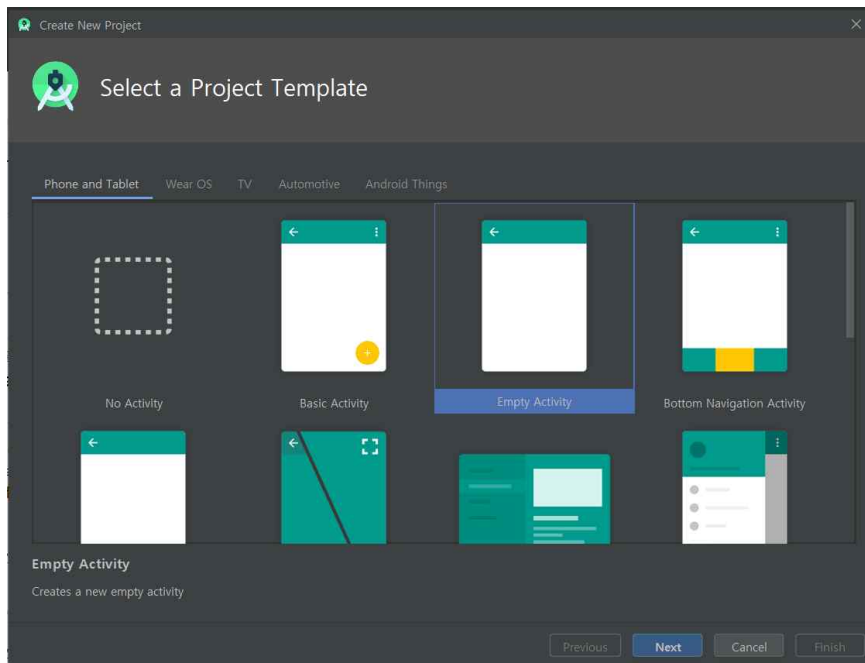 Create New Project
Select a Project Template
Phone and Tablet Wear OS TV Automotive Android Things
No Activity Basic Activity Empty Activity Bottom Navigation Activity
Empty Activity
Creates a new empty activity
Previous Next Cancel Finish